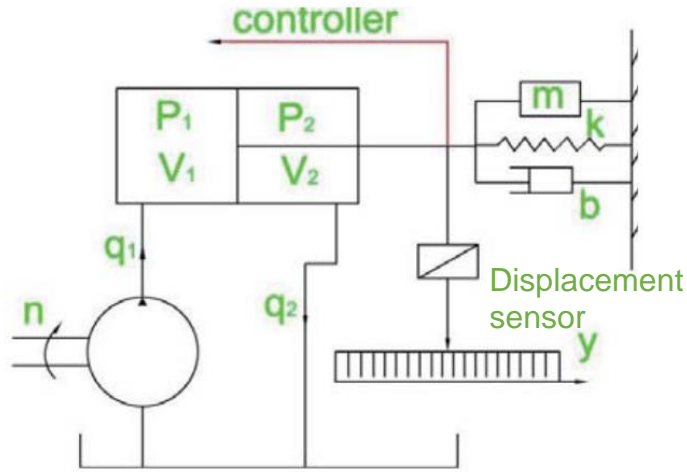 controller
P1
P2
V1
V2
m
k
b
q1
q2
n
Displacement
sensor
y